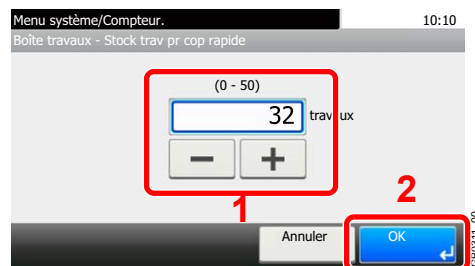 Menu système/Compteur. 10:10
Boîte travaux - Stock trav pr cop rapide
(0 - 50)
32 travaux
1
2
Annuler OK